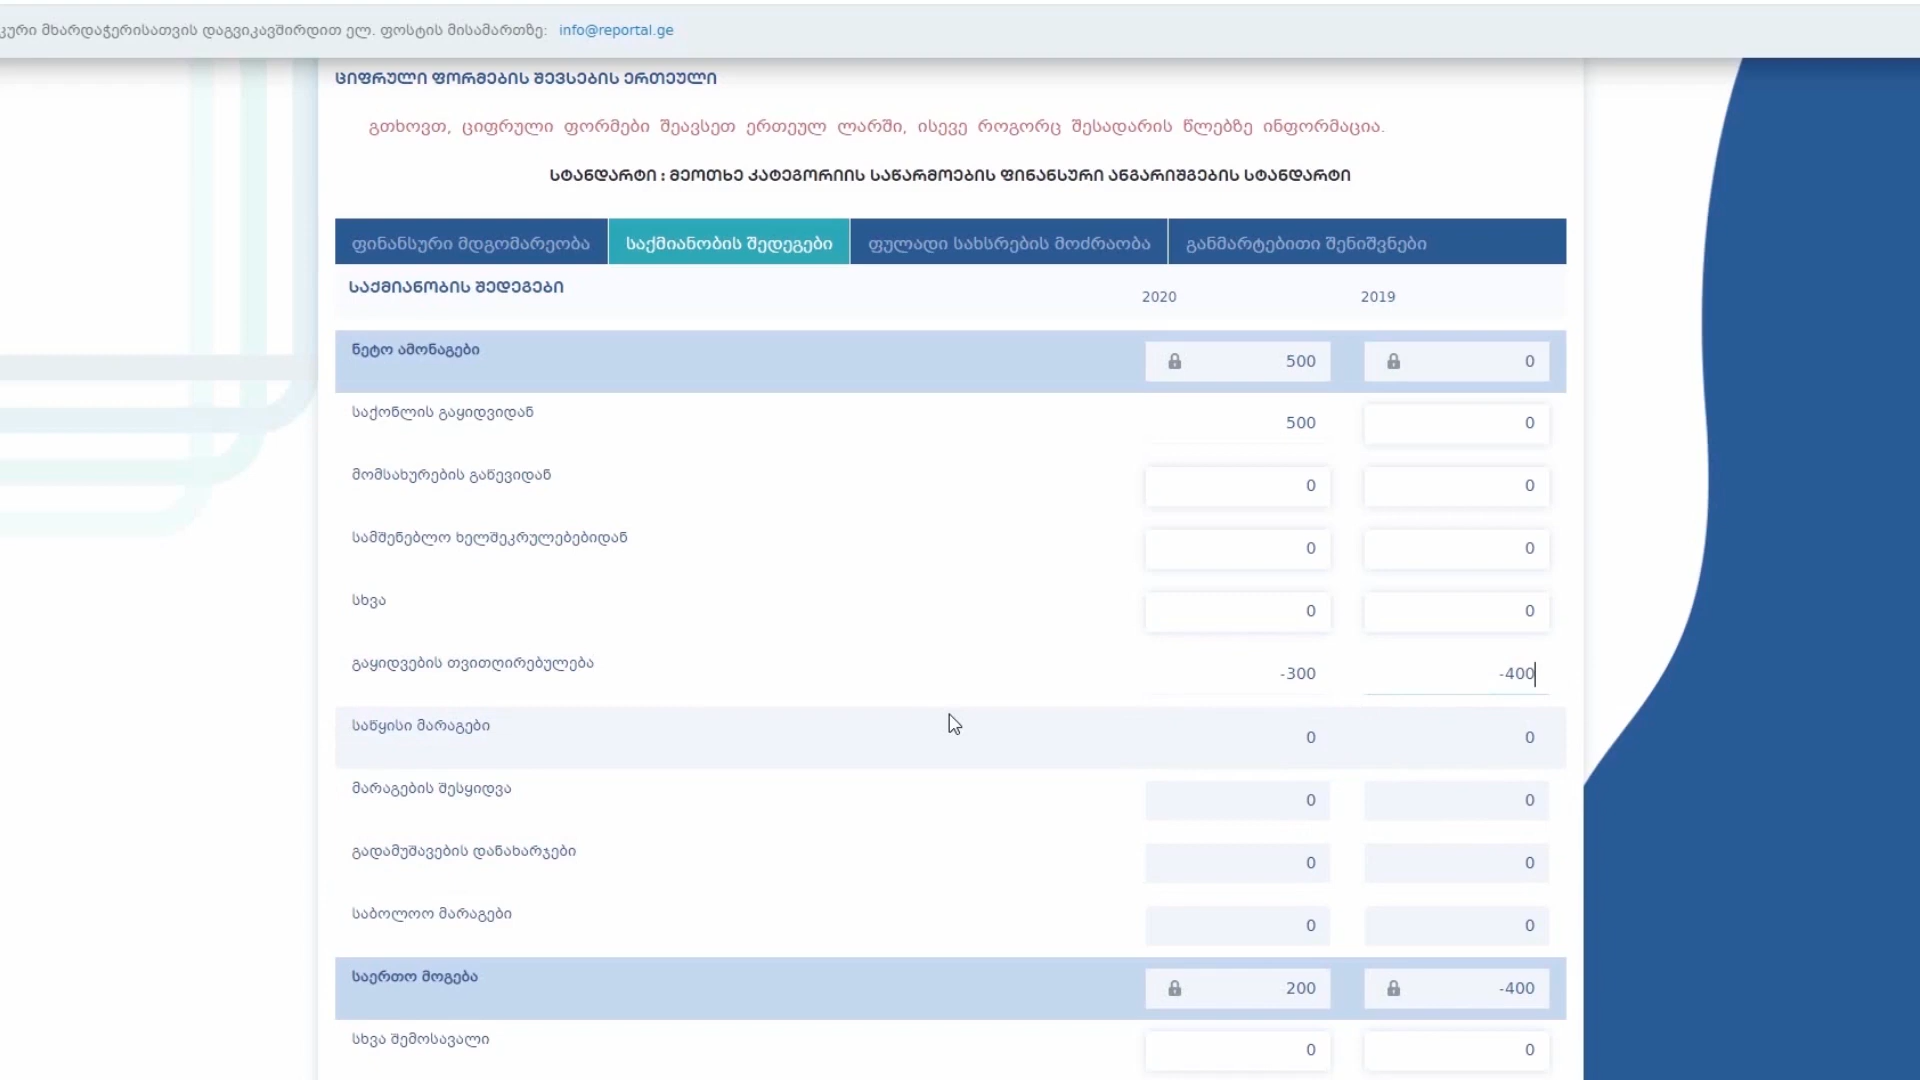 მხარდაჭერისათვის დაგვიკავშირდით ელ. ფოსტის მისამართზე: info@reportal.ge
ციფრული ფორმების შევსების ერთეული
გთხოვთ, ციფრული ფორმები შეავსეთ ერთეულ ლარში, ისევე როგორც შესადარის წლებზე ინფორმაცია.
სტანდარტი : მეოთხე კატეგორიის საწარმოების ფინანსური ანგარიშგების სტანდარტი
ფინანსური მდგომარეობა საქმიანობის შედეგები ფულადი სახსრების მოძრაობა განმარტებითი შენიშვნები
საქმიანობის შედეგები 2020 2019
ნეტო ამონაგები 500 0
საქონლის გაყიდვიდან 500 0
მომსახურების გაწევიდან 0 0
სამშენებლო ხელშეკრულებებიდან 0 0
სხვა 0 0
გაყიდვების თვითღირებულება -300 -400
საწყისი მარაგები 0 0
მარაგების შესყიდვა 0 0
გადამუშავების დანახარჯები 0 0
საბოლოო მარაგები 0 0
საერთო მოგება 200 -400
სხვა შემოსავალი 0 0